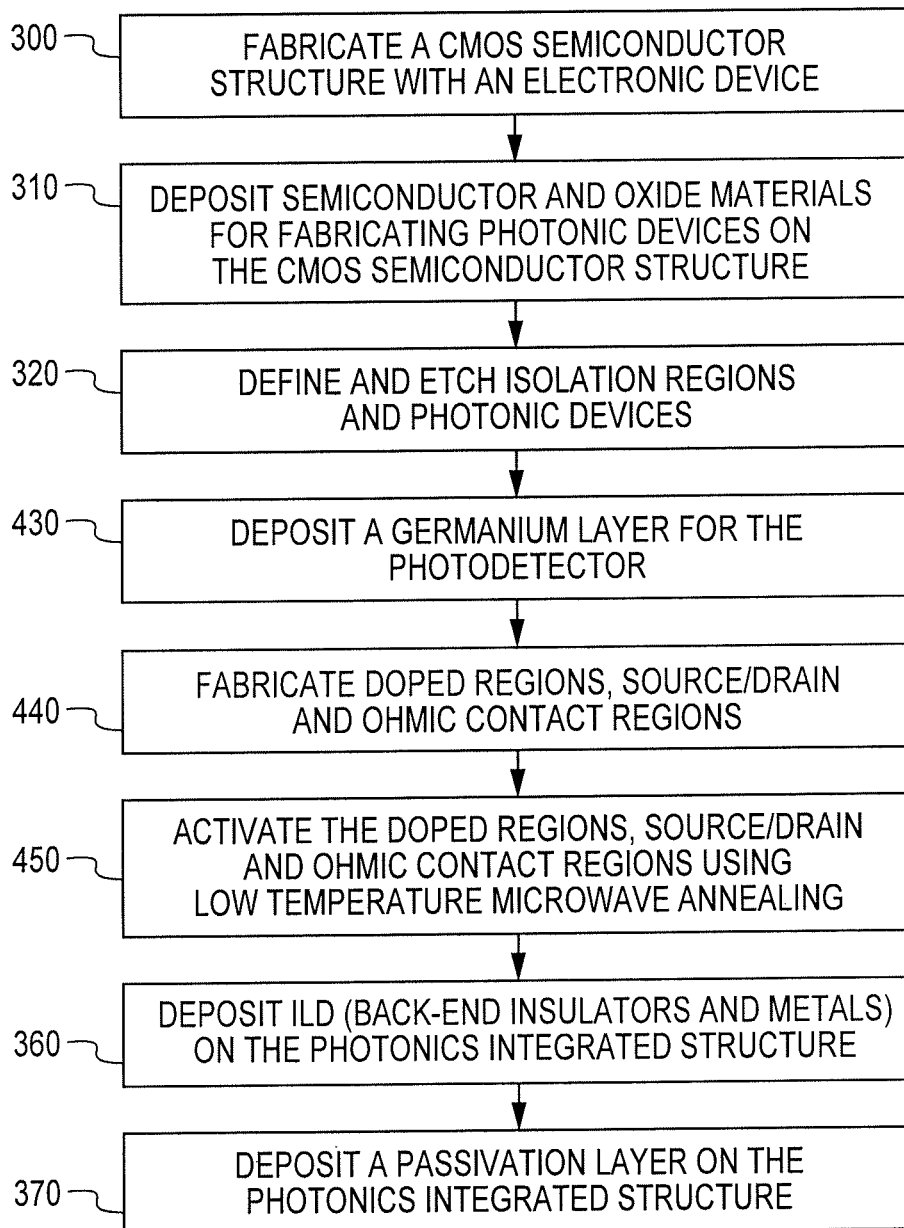 300
FABRICATE A CMOS SEMICONDUCTOR
STRUCTURE WITH AN ELECTRONIC DEVICE
310
DEPOSIT SEMICONDUCTOR AND OXIDE MATERIALS
FOR FABRICATING PHOTONIC DEVICES ON
THE CMOS SEMICONDUCTOR STRUCTURE
320
DEFINE AND ETCH ISOLATION REGIONS
AND PHOTONIC DEVICES
430
DEPOSIT A GERMANIUM LAYER FOR THE
PHOTODETECTOR
440
FABRICATE DOPED REGIONS, SOURCE/DRAIN
AND OHMIC CONTACT REGIONS
450
ACTIVATE THE DOPED REGIONS, SOURCE/DRAIN
AND OHMIC CONTACT REGIONS USING
LOW TEMPERATURE MICROWAVE ANNEALING
360
DEPOSIT ILD (BACK-END INSULATORS AND METALS)
ON THE PHOTONICS INTEGRATED STRUCTURE
370
DEPOSIT A PASSIVATION LAYER ON THE
PHOTONICS INTEGRATED STRUCTURE